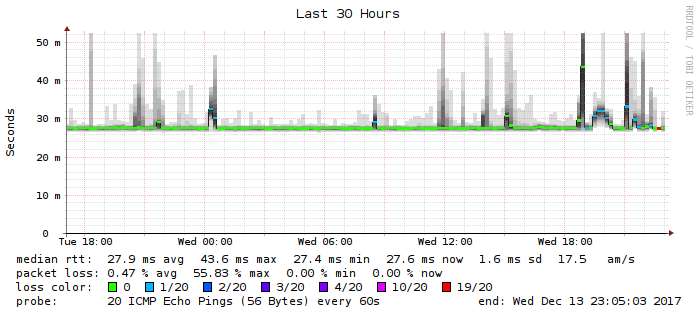 Last 30 Hours
RRDTOOL / TOBI OETIKER
Seconds
50 m
40 m
30 m
20 m
10 m
0
Tue 18:00 Wed 00:00 Wed 06:00 Wed 12:00 Wed 18:00
median rtt: 27.9 ms avg 43.6 ms max 27.4 ms min 27.6 ms now 1.6 ms sd 17.5 am/s
packet loss: 0.47 % avg 55.83 % max 0.00 % min 0.00 % now
loss color: 0 1/20 2/20 3/20 4/20 10/20 19/20
probe: 20 ICMP Echo Pings (56 Bytes) every 60s end: Wed Dec 13 23:05:03 2017